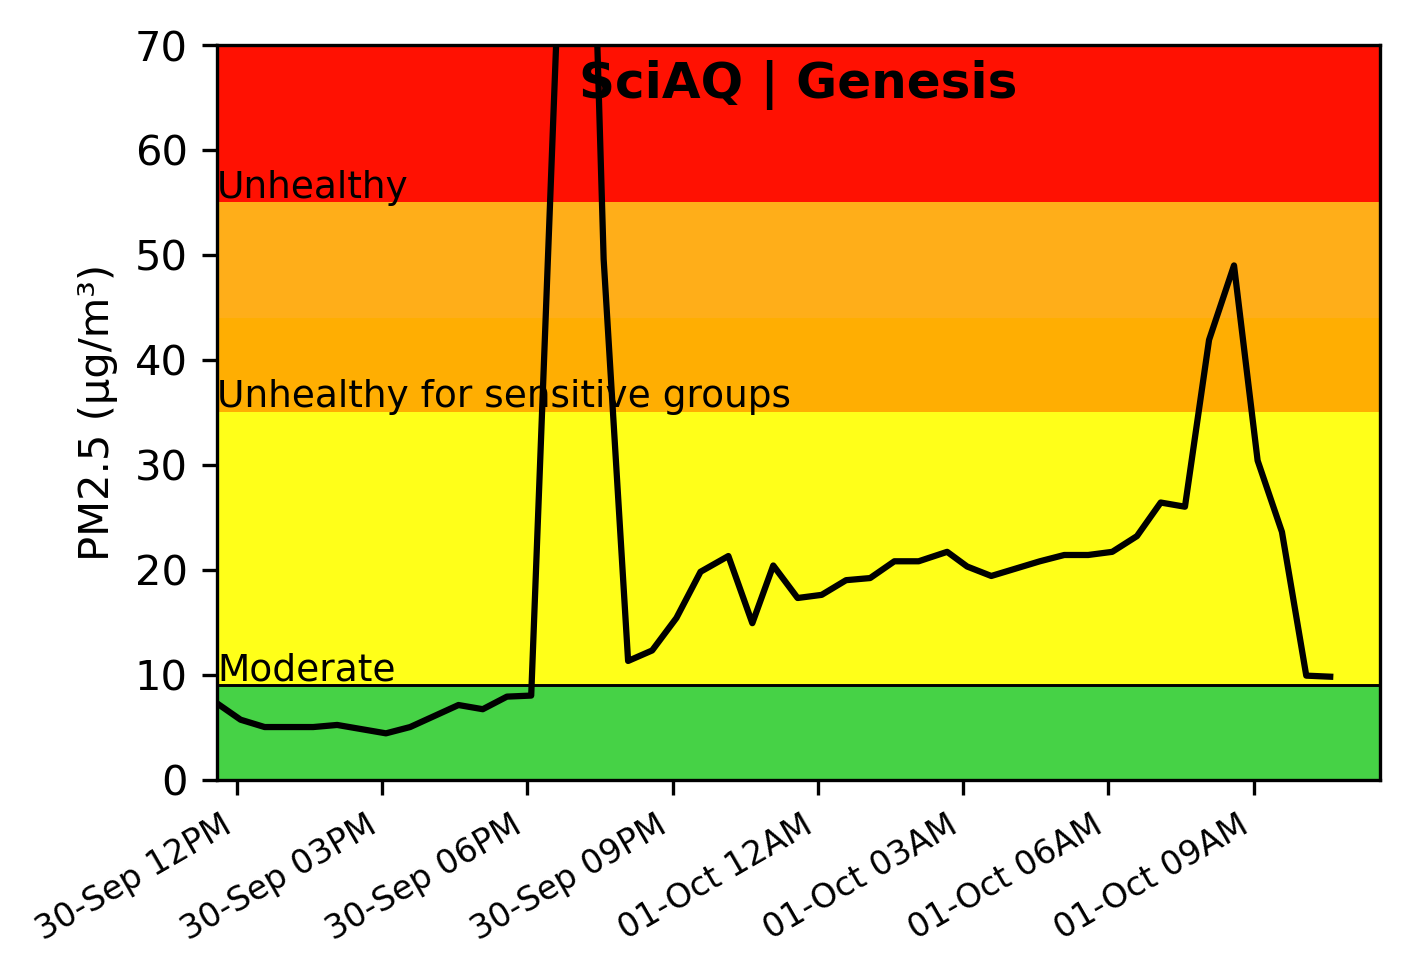 SciAQ | Genesis
PM2.5 (µg/m³)
70
60
50
40
30
20
10
0
Unhealthy
Unhealthy for sensitive groups
Moderate
30-Sep 12PM
30-Sep 03PM
30-Sep 06PM
30-Sep 09PM
01-Oct 12AM
01-Oct 03AM
01-Oct 06AM
01-Oct 09AM